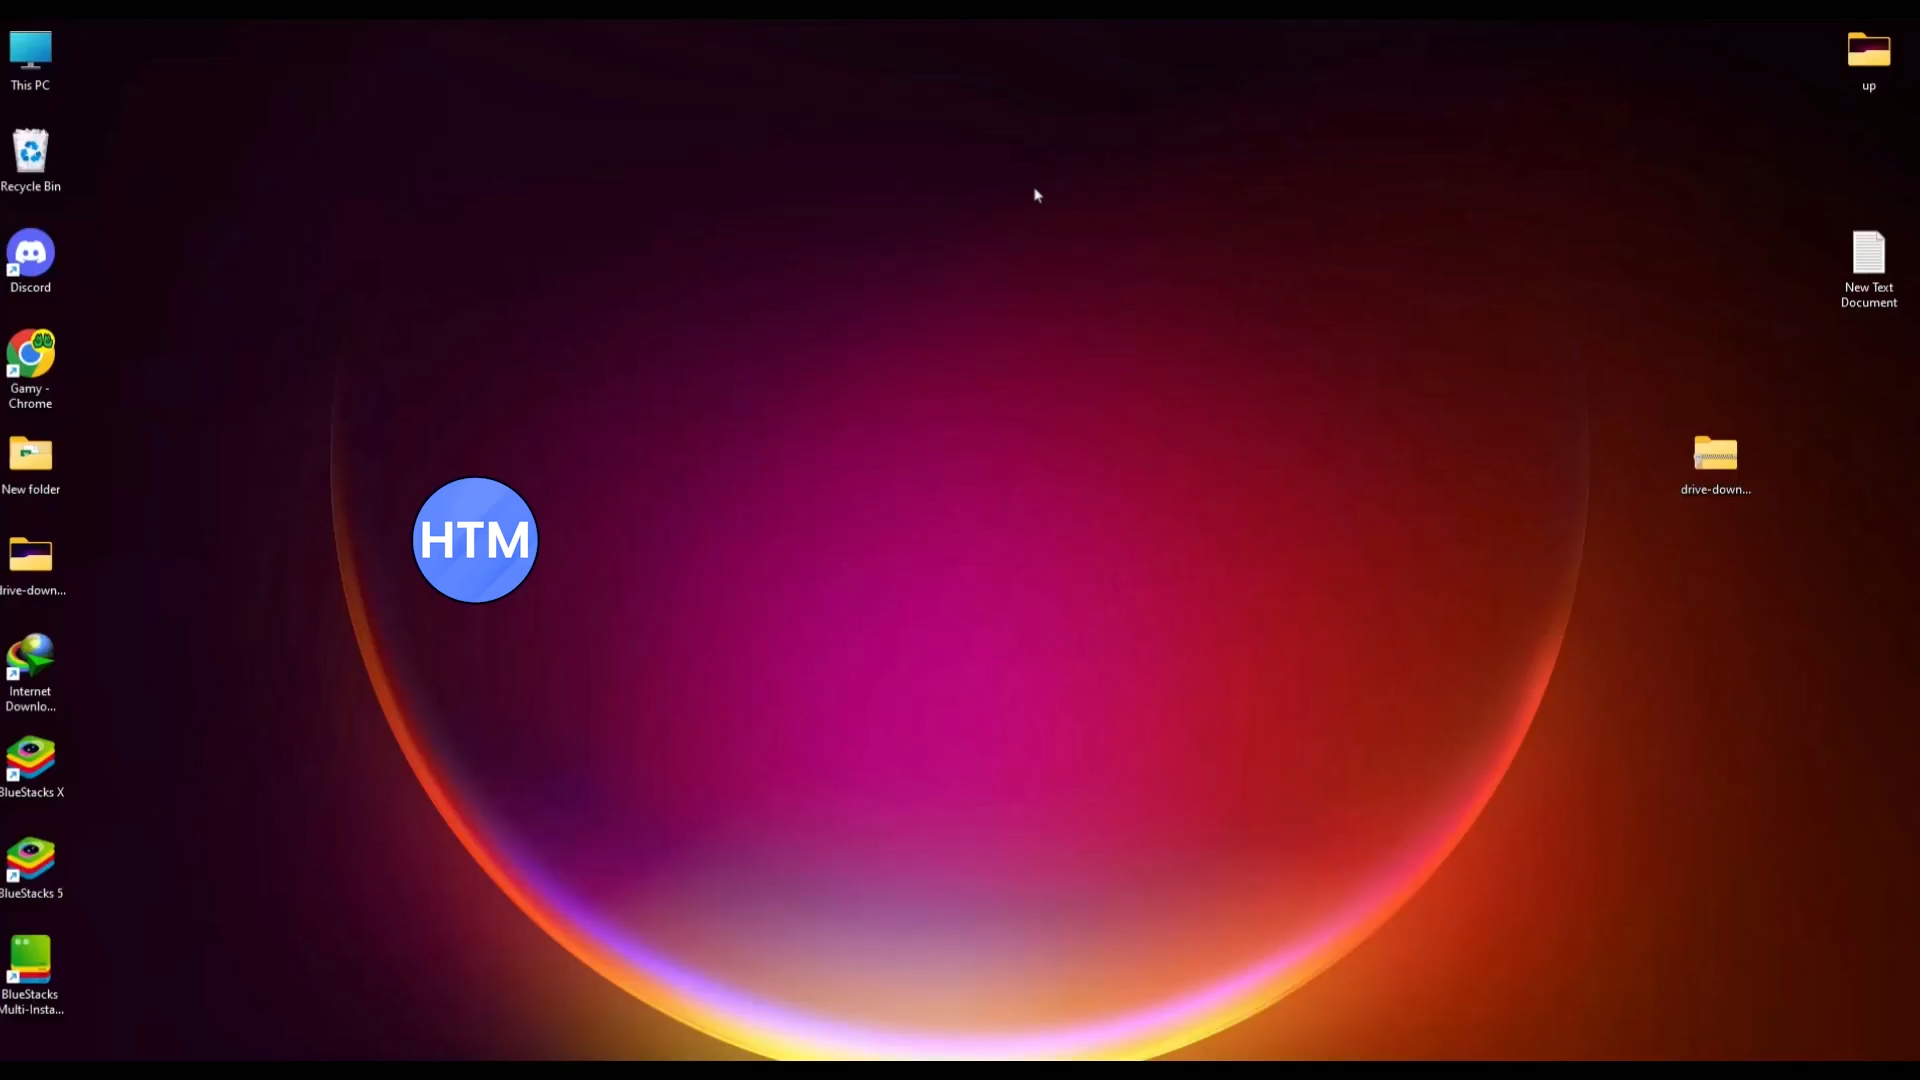 This PC
Recycle Bin
Discord
Gamy -
Chrome
New folder
drive-down...
Internet
Downlo...
BlueStacks X
BlueStacks 5
BlueStacks
Multi-Insta...
HTM
up
New Text
Document
drive-down...